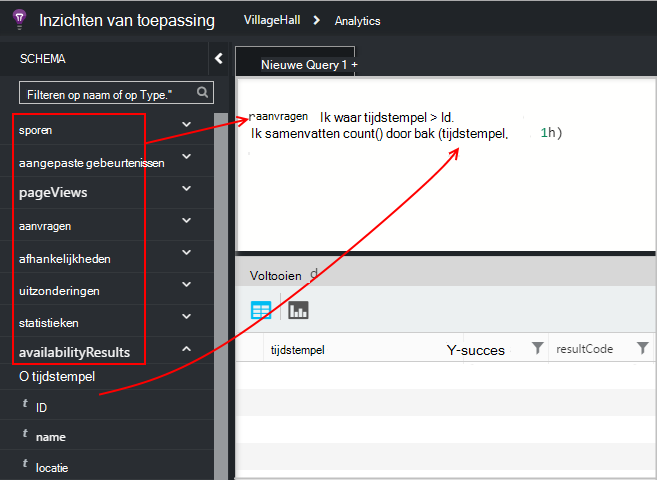 Inzichten van toepassing
VillageHall
Analytics
SCHEMA
Nieuwe Query 1 +
Filteren op naam of op Type."
sporen
aangepaste gebeurtenissen
pageViews
aanvragen
afhankelijkheden
uitzonderingen
statistieken
availabilityResults
O tijdstempel
t ID
t name
t locatie
aanvragen Ik waar tijdstempel > Id.
Ik samenvatten count() door bak (tijdstempel, 1h)
Voltooien d
tijdstempel Y-succes resultCode